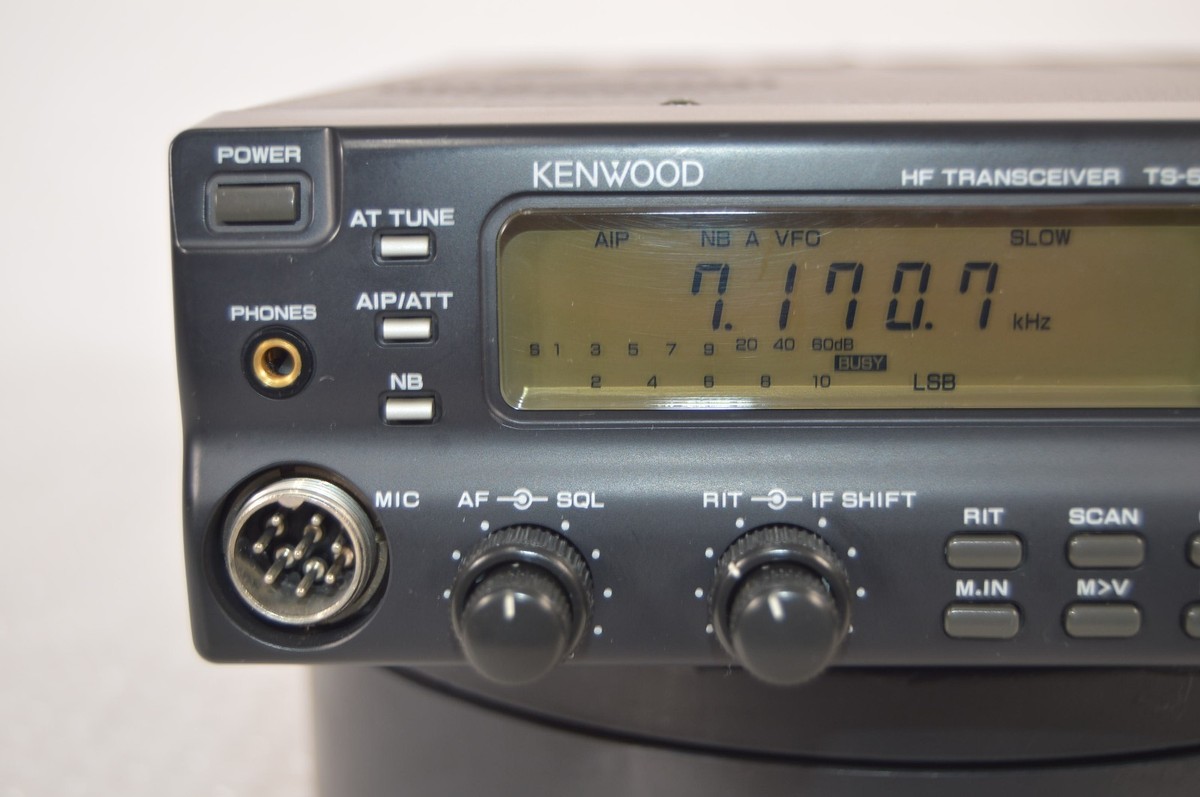 POWER
KENWOOD
HF TRANSCEIVER TS-5
AT TUNE
AIP NB A VFO SLOW
AIP/ATT
7.170.7 kHz
PHONES
S 1 3 5 7 9 20 40 60dB
BUSY
NB
2 4 6 8 10 LSB
MIC
AF SQL
RIT IF SHIFT
RIT SCAN
M.IN M>V